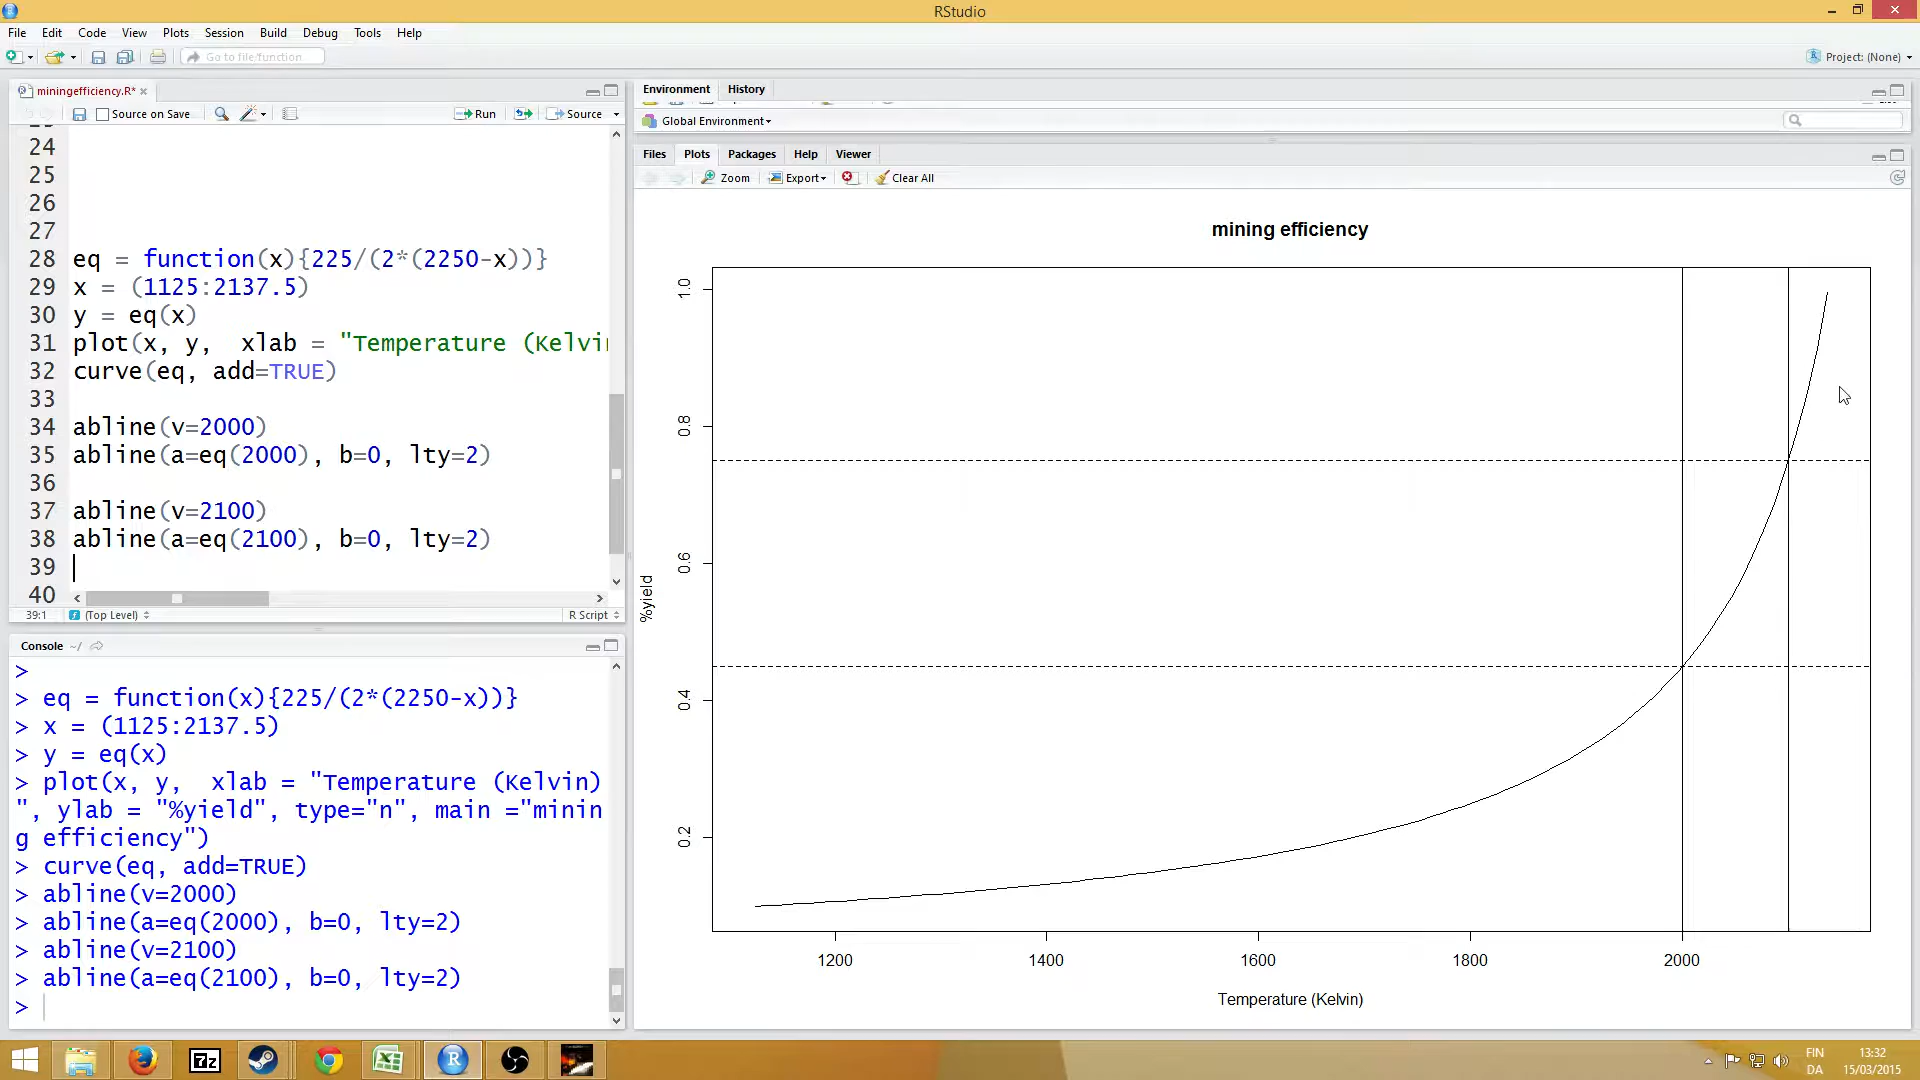 RStudio
File Edit Code View Plots Session Build Debug Tools Help
Go to file/function
Project: (None)
miningefficiency.R*
Source on Save
Run
Source
24
25
26
27
28 eq = function(x){225/(2*(2250-x))}
29 x = (1125:2137.5)
30 y = eq(x)
31 plot(x, y,  xlab = "Temperature (Kelvi
32 curve(eq, add=TRUE)
33
34 abline(v=2000)
35 abline(a=eq(2000), b=0, lty=2)
36
37 abline(v=2100)
38 abline(a=eq(2100), b=0, lty=2)
39
40
39:1 (Top Level) R Script
Console ~/
>
> eq = function(x){225/(2*(2250-x))}
> x = (1125:2137.5)
> y = eq(x)
> plot(x, y,  xlab = "Temperature (Kelvin)
", ylab = "%yield", type="n", main ="minin
g efficiency")
> curve(eq, add=TRUE)
> abline(v=2000)
> abline(a=eq(2000), b=0, lty=2)
> abline(v=2100)
> abline(a=eq(2100), b=0, lty=2)
>
Environment History
Global Environment
Files Plots Packages Help Viewer
Zoom Export Clear All
mining efficiency
1.0
0.8
0.6
0.4
0.2
%yield
1200 1400 1600 1800 2000
Temperature (Kelvin)
7z
R
FIN
DA
13:32
15/03/2015